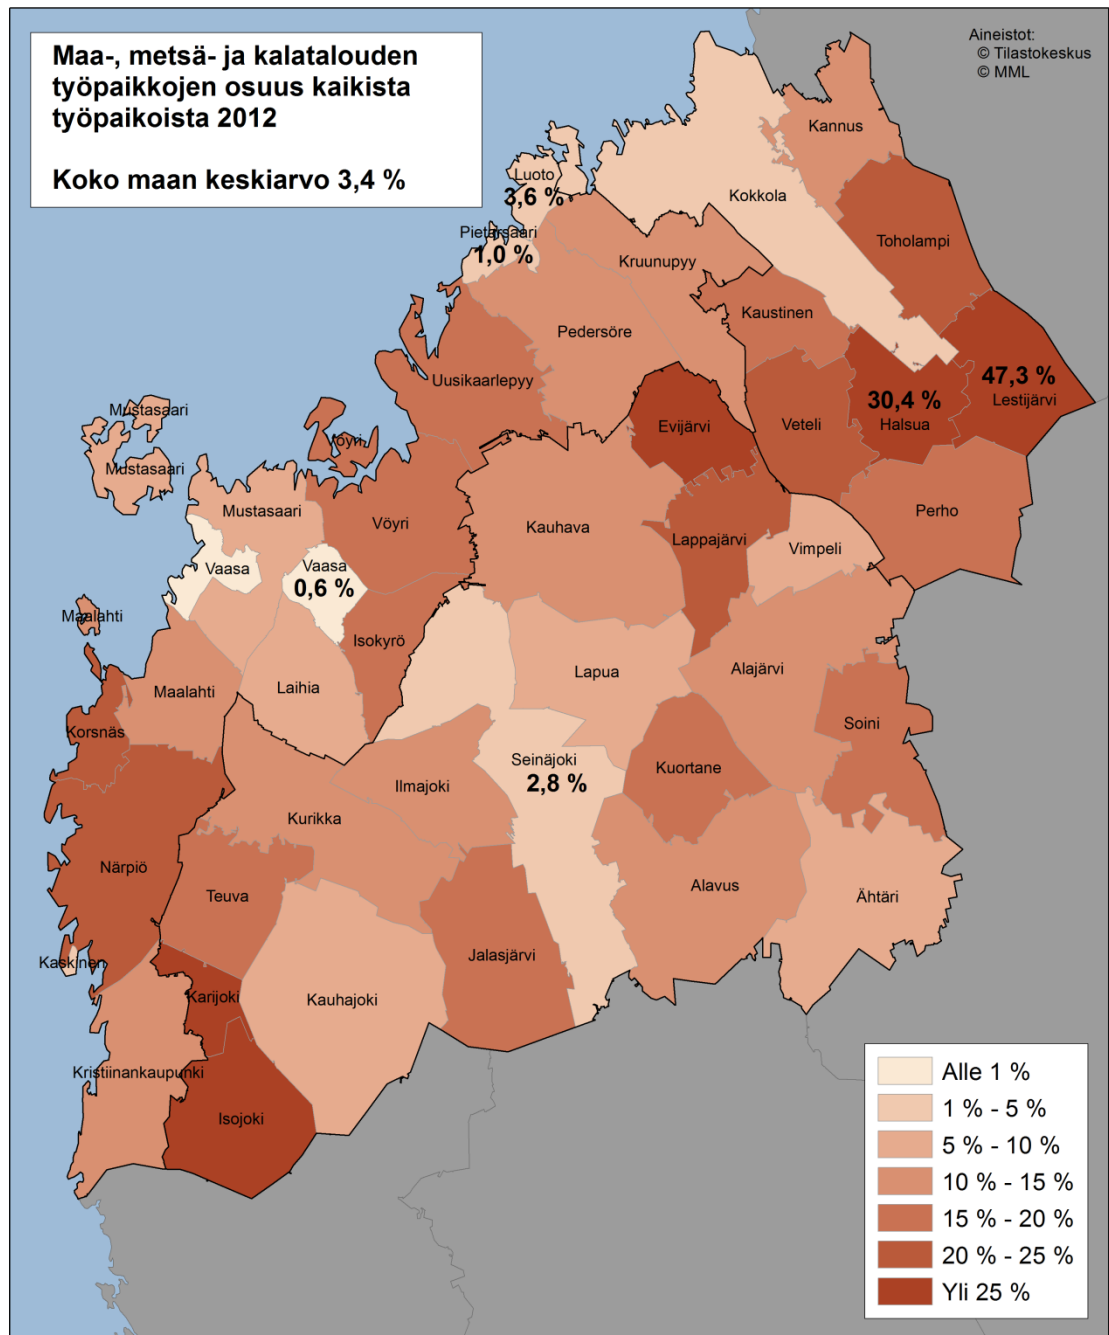 Maa-, metsä- ja kalatalouden
työpaikkojen osuus kaikista
työpaikoista 2012
Koko maan keskiarvo 3,4 %
Aineistot:
© Tilastokeskus
© MML
Kannus
Luoto
3,6 %
Kokkola
Pietarsaari
1,0 %
Toholampi
Kruunupyy
Kaustinen
Pedersöre
Uusikaarlepyy
47,3 %
Lestijärvi
30,4 %
Halsua
Mustasaari
Evijärvi
Veteli
Vöyri
Mustasaari
Mustasaari
Vöyri
Kauhava
Perho
Lappajärvi
Vimpeli
Vaasa
Vaasa
0,6 %
Maalahti
Isokyrö
Lapua
Alajärvi
Maalahti
Laihia
Korsnäs
Soini
Seinäjoki
2,8 %
Kuortane
Ilmajoki
Kurikka
Närpiö
Teuva
Alavus
Ähtäri
Kaskinen
Jalasjärvi
Karijoki
Kauhajoki
Kristiinankaupunki
Isojoki
Alle 1 %
1 % - 5 %
5 % - 10 %
10 % - 15 %
15 % - 20 %
20 % - 25 %
Yli 25 %